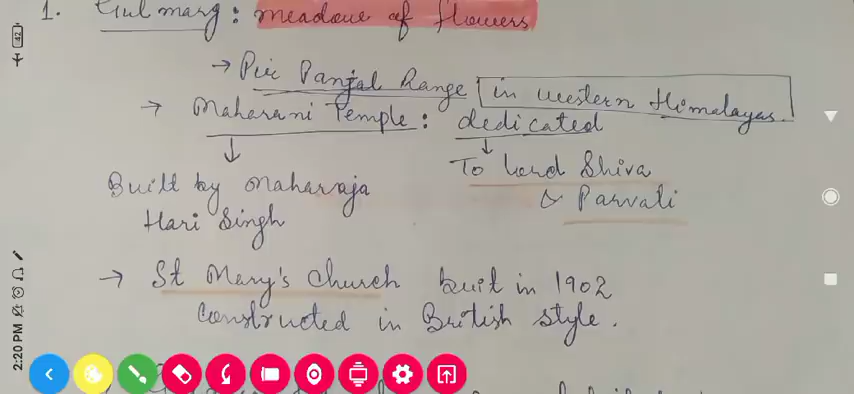 1. Gulmarg: meadow of flowers
→ Pir Panjal Range in western Himalayas.
→ Maharani Temple: dedicated
↓ ↓
To Lord Shiva
& Parvati
Built by Maharaja
Hari Singh
→ St Mary's Church built in 1902
Constructed in British style.
2:20 PM
42